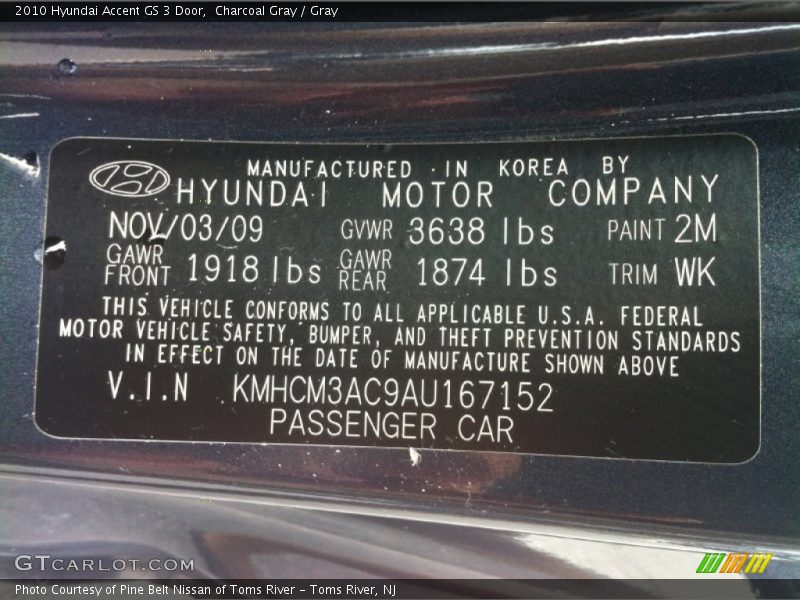 2010 Hyundai Accent GS 3 Door,  Charcoal Gray / Gray
MANUFACTURED IN KOREA BY
HYUNDAI MOTOR COMPANY
NOV/03/09 GVWR 3638 lbs PAINT 2M
GAWR FRONT 1918 lbs GAWR REAR 1874 lbs TRIM WK
THIS VEHICLE CONFORMS TO ALL APPLICABLE U.S.A. FEDERAL
MOTOR VEHICLE SAFETY, BUMPER, AND THEFT PREVENTION STANDARDS
IN EFFECT ON THE DATE OF MANUFACTURE SHOWN ABOVE
V.I.N KMHCM3AC9AU167152
PASSENGER CAR
GTCARLOT.COM
Photo Courtesy of Pine Belt Nissan of Toms River – Toms River, NJ